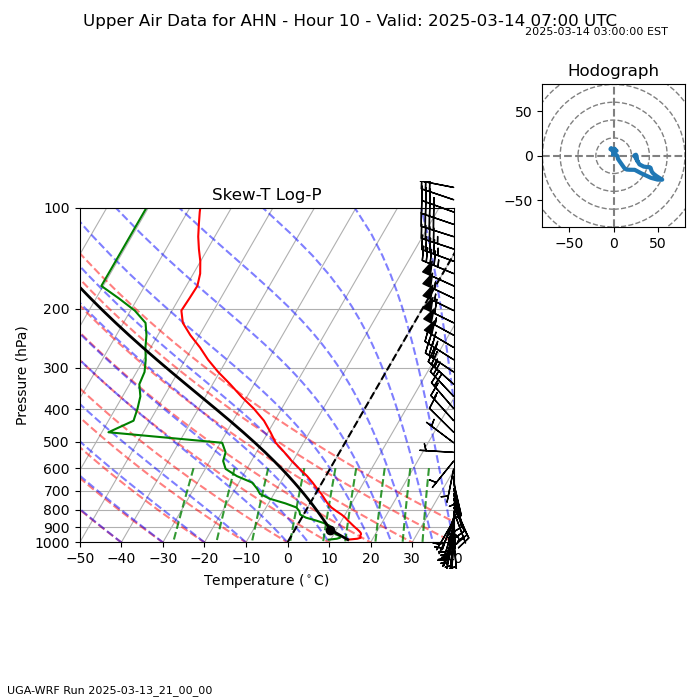 Upper Air Data for AHN - Hour 10 - Valid: 2025-03-14 07:00 UTC
2025-03-14 03:00:00 EST
Hodograph
50
0
−50
−50 0 50
Skew-T Log-P
100
200
300
400
500
600
700
800
900
1000
Pressure (hPa)
−50 −40 −30 −20 −10 0 10 20 30
Temperature (°C)
UGA-WRF Run 2025-03-13_21_00_00